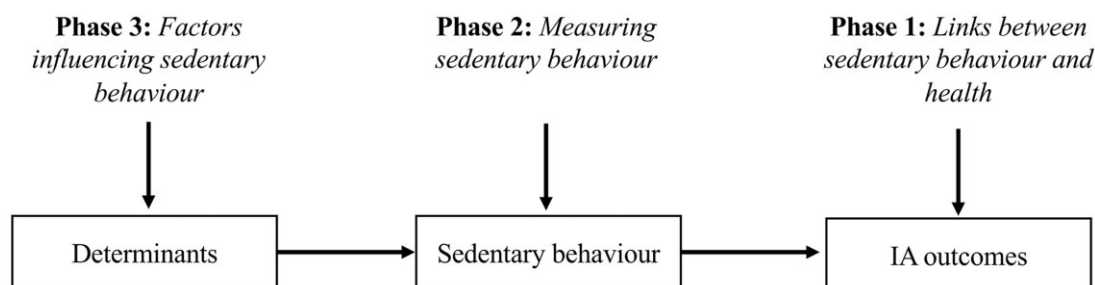 Phase 3: Factors
influencing sedentary
behaviour
Phase 2: Measuring
sedentary behaviour
Phase 1: Links between
sedentary behaviour and
health
Determinants
Sedentary behaviour
IA outcomes